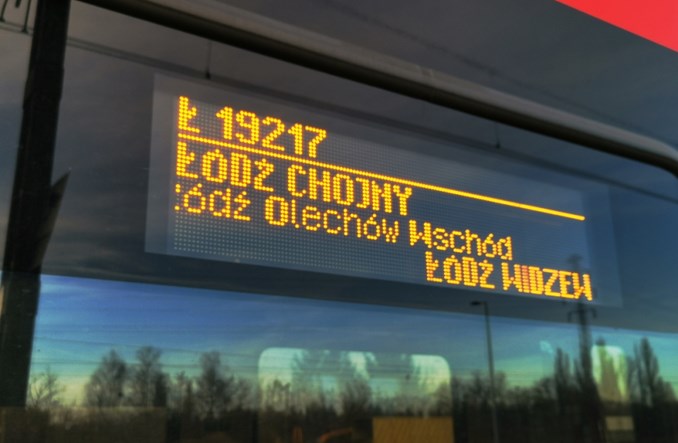 Ł 19217
ŁÓDŹ CHOJNY
:ódź Olechów Wschód
ŁÓDŹ WIDZEW